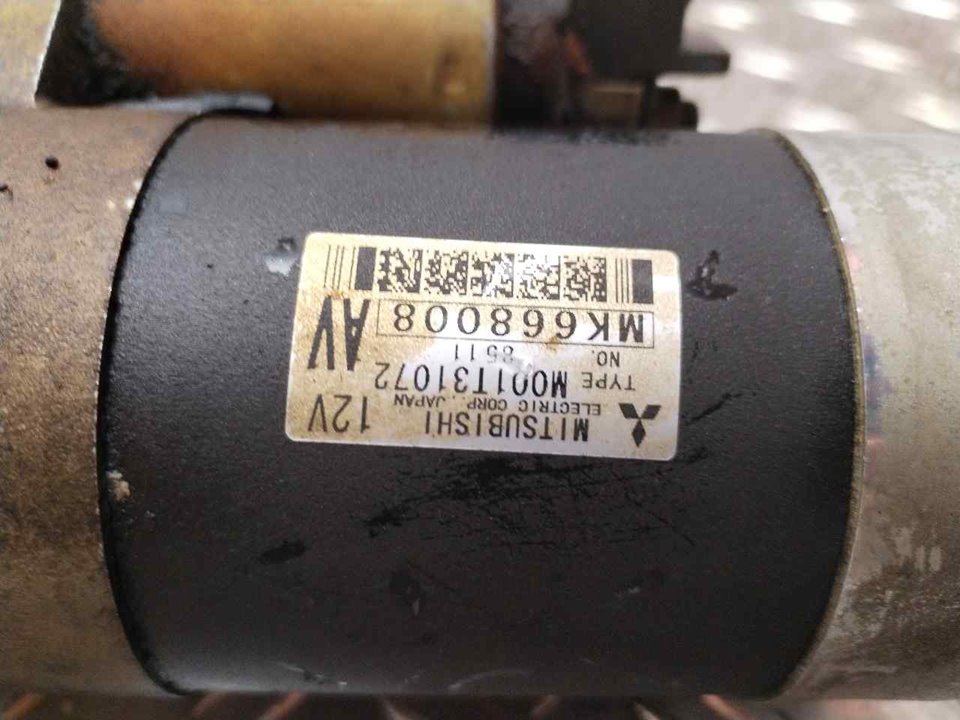 MITSUBISHI 12V
ELECTRIC CORP., JAPAN
TYPE M001T31072
NO. 8511 AV
MK668008